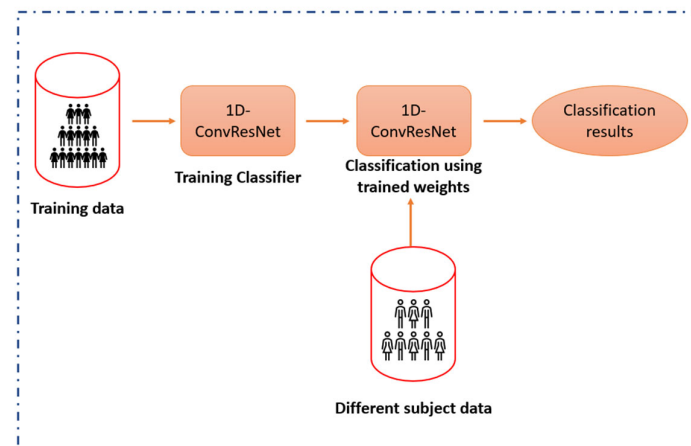 1D-
ConvResNet
1D-
ConvResNet
Classification
results
Training Classifier
Classification using
trained weights
Training data
Different subject data